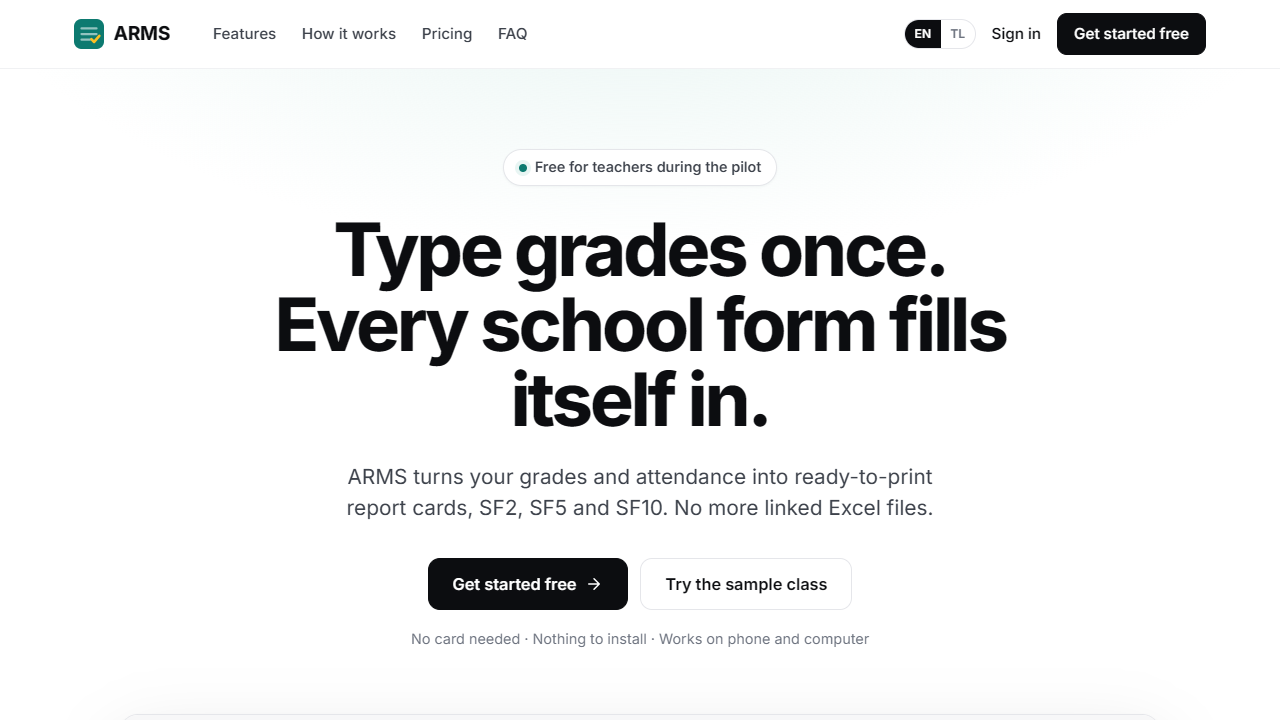 ARMS
Features
How it works
Pricing
FAQ
EN
TL
Sign in
Get started free
Free for teachers during the pilot
Type grades once.
Every school form fills
itself in.
ARMS turns your grades and attendance into ready-to-print
report cards, SF2, SF5 and SF10. No more linked Excel files.
Get started free →
Try the sample class
No card needed · Nothing to install · Works on phone and computer